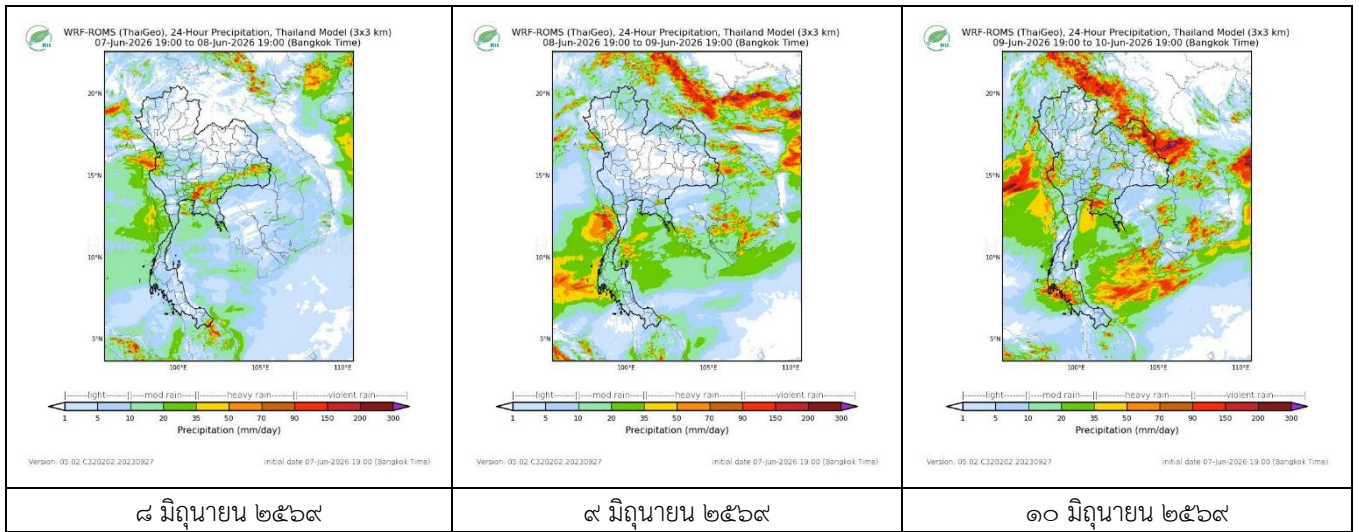 HII
WRF-ROMS (ThaiGeo), 24-Hour Precipitation, Thailand Model (3x3 km)
07-Jun-2026 19:00 to 08-Jun-2026 19:00 (Bangkok Time)
20°N
15°N
10°N
5°N
100°E 105°E 110°E
|-------light-----||----mod rain----||--------heavy rain-------||------violent rain-----|
1 5 10 20 35 50 70 90 150 200 300
Precipitation (mm/day)
Version: 05.02.C320202.20230927 initial date 07-Jun-2026 19:00 (Bangkok Time)
๘ มิถุนายน ๒๕๖๙
HII
WRF-ROMS (ThaiGeo), 24-Hour Precipitation, Thailand Model (3x3 km)
08-Jun-2026 19:00 to 09-Jun-2026 19:00 (Bangkok Time)
20°N
15°N
10°N
5°N
100°E 105°E 110°E
|-------light-----||----mod rain----||--------heavy rain-------||------violent rain-----|
1 5 10 20 35 50 70 90 150 200 300
Precipitation (mm/day)
Version: 05.02.C320202.20230927 initial date 07-Jun-2026 19:00 (Bangkok Time)
๙ มิถุนายน ๒๕๖๙
HII
WRF-ROMS (ThaiGeo), 24-Hour Precipitation, Thailand Model (3x3 km)
09-Jun-2026 19:00 to 10-Jun-2026 19:00 (Bangkok Time)
20°N
15°N
10°N
5°N
100°E 105°E 110°E
|-------light-----||----mod rain----||--------heavy rain-------||------violent rain-----|
1 5 10 20 35 50 70 90 150 200 300
Precipitation (mm/day)
Version: 05.02.C320202.20230927 initial date 07-Jun-2026 19:00 (Bangkok Time)
๑๐ มิถุนายน ๒๕๖๙